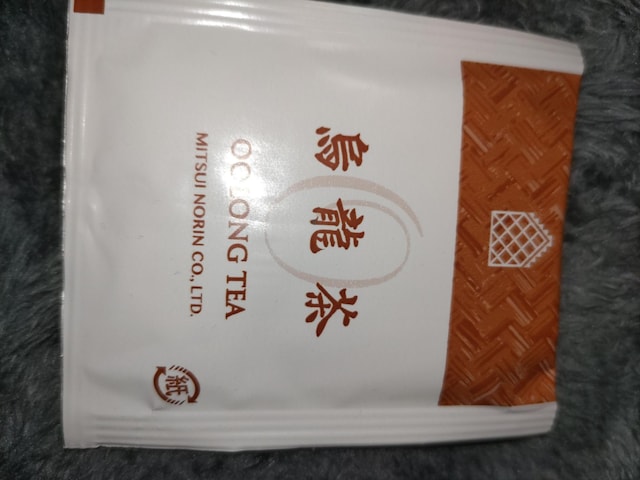 烏龍茶
OOLONG TEA
MITSUI NORIN CO., LTD.
紙